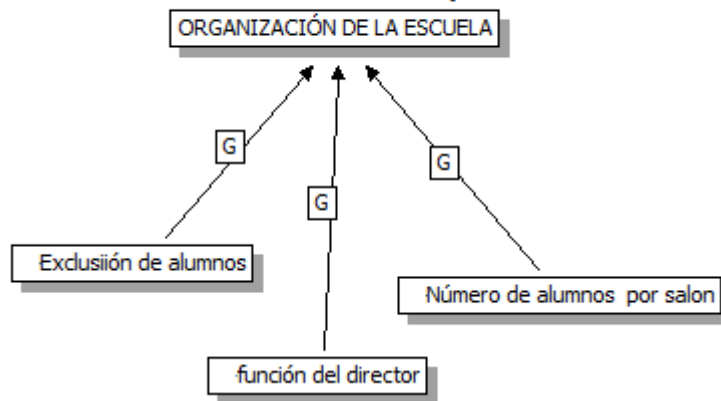 ORGANIZACIÓN DE LA ESCUELA
G
G
G
Exclusiión de alumnos
Número de alumnos por salon
función del director